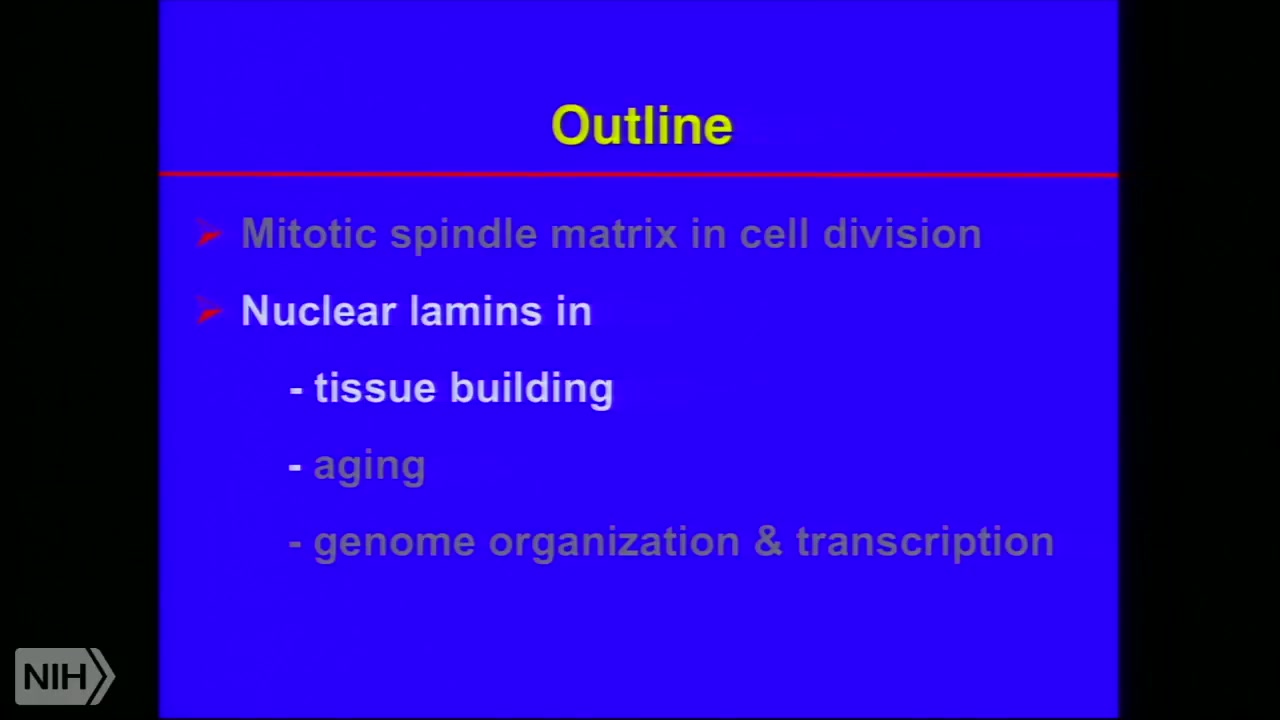 Outline
Mitotic spindle matrix in cell division
Nuclear lamins in
- tissue building
- aging
- genome organization & transcription
NIH